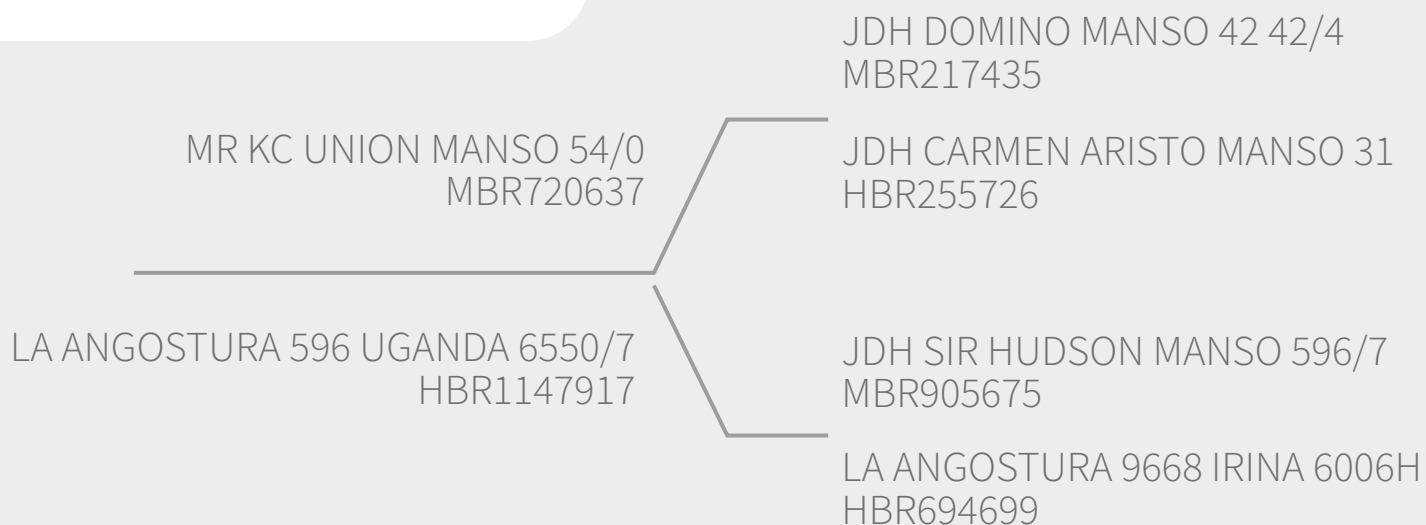 JDH DOMINO MANSO 42 42/4
MBR217435
MR KC UNION MANSO 54/0
MBR720637
JDH CARMEN ARISTO MANSO 31
HBR255726
LA ANGOSTURA 596 UGANDA 6550/7
HBR1147917
JDH SIR HUDSON MANSO 596/7
MBR905675
LA ANGOSTURA 9668 IRINA 6006H
HBR694699